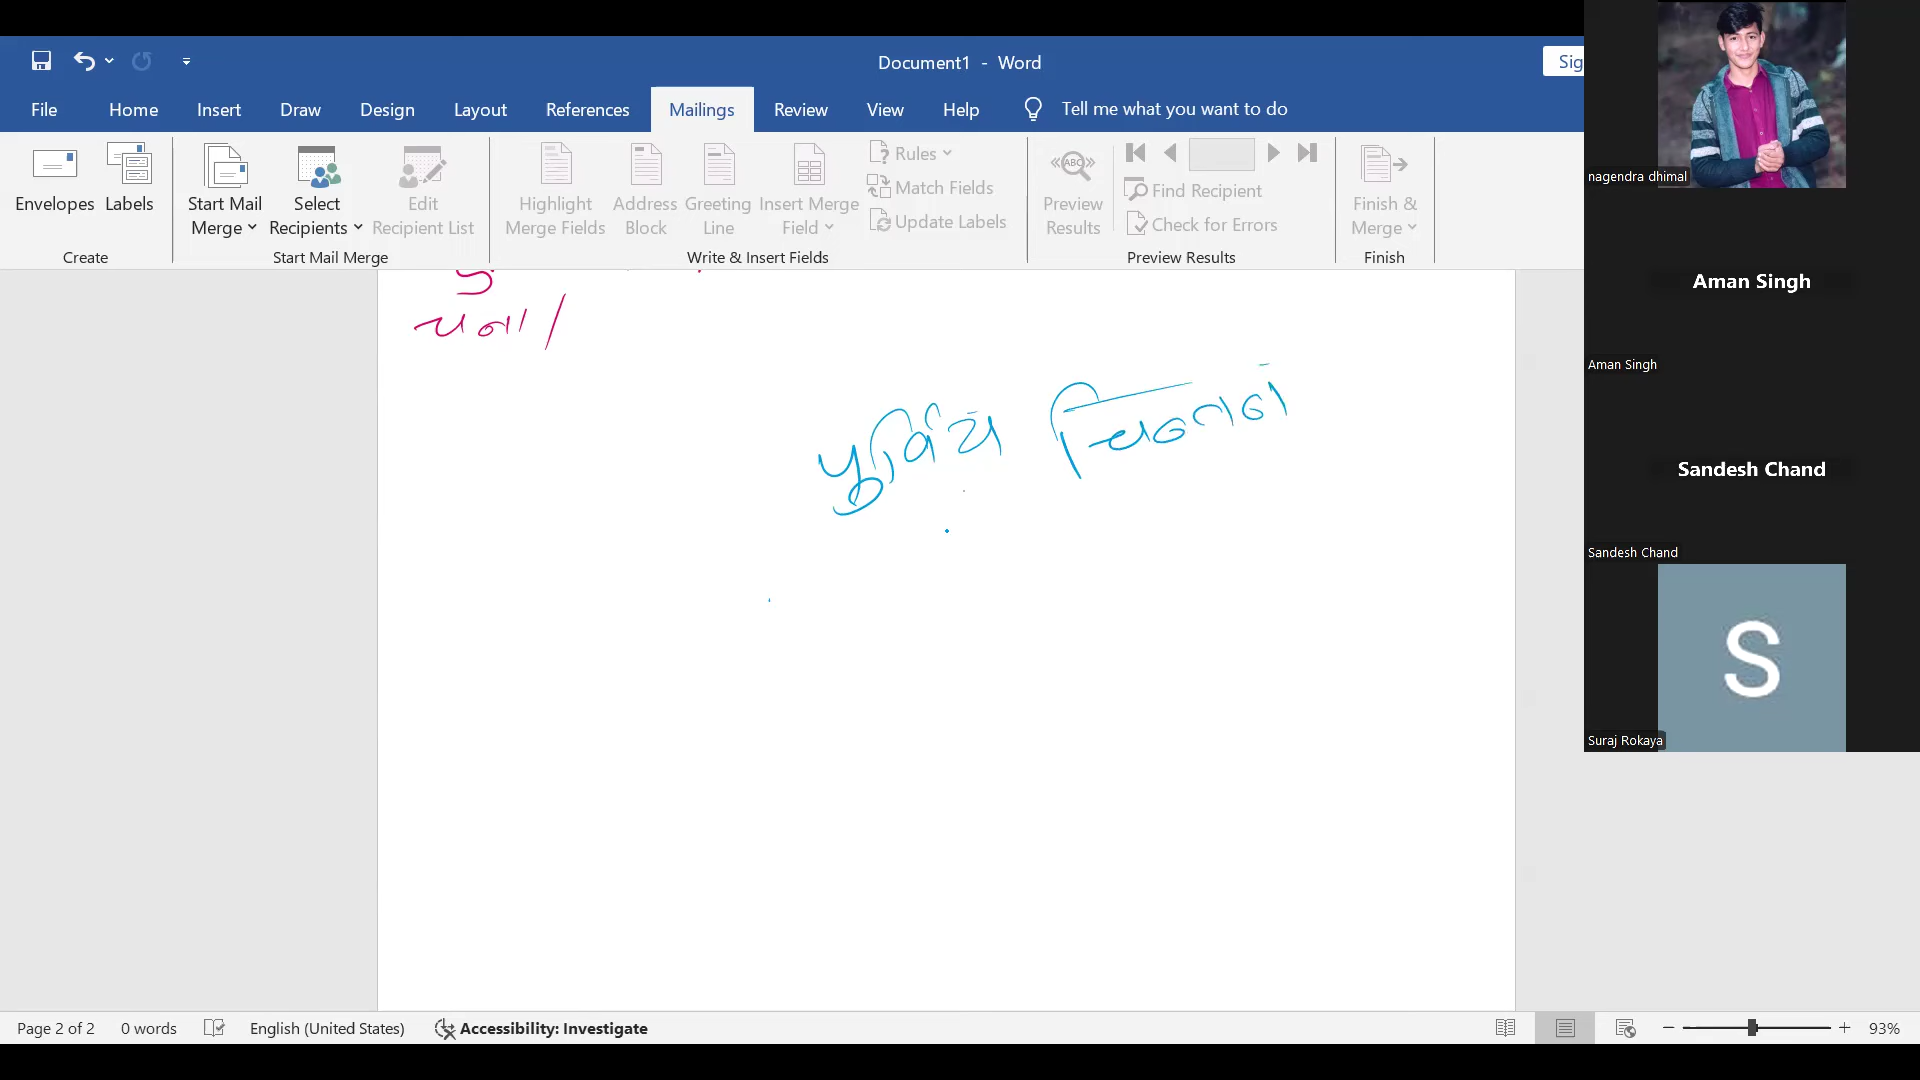 Document1 - Word
Sig
File Home Insert Draw Design Layout References Mailings Review View Help Tell me what you want to do
Envelopes Labels
Create
Start Mail Merge
Select Recipients
Edit Recipient List
Start Mail Merge
Highlight Merge Fields
Address Block
Greeting Line
Insert Merge Field
Rules
Match Fields
Update Labels
Write & Insert Fields
ABC
Preview Results
Find Recipient
Check for Errors
Preview Results
Finish & Merge
Finish
nagendra dhimal
Aman Singh
Aman Singh
Sandesh Chand
Sandesh Chand
S
Suraj Rokaya
Page 2 of 2 0 words English (United States) Accessibility: Investigate 93%